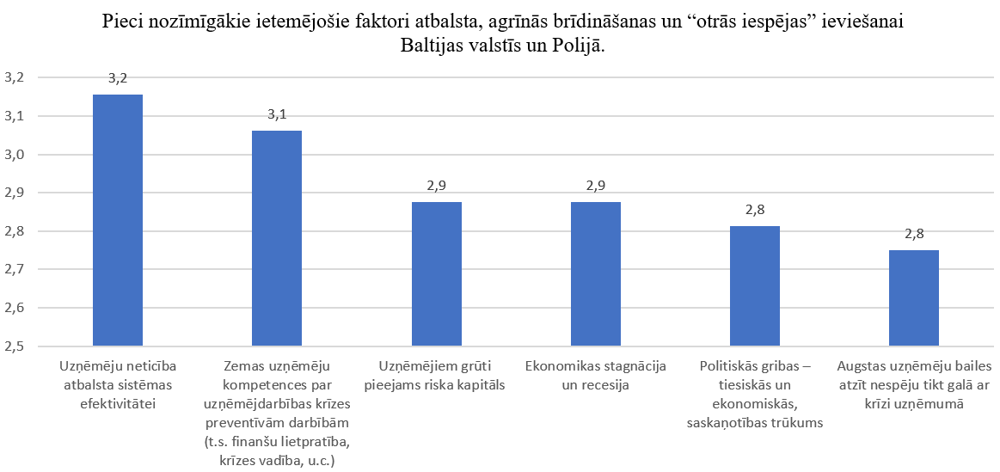 Pieci nozīmīgākie ietemējošie faktori atbalsta, agrīnās brīdināšanas un “otrās iespējas” ieviešanai
Baltijas valstīs un Polijā.
3,2
3,1
3,0
2,9
2,8
2,7
2,6
2,5
3,2
3,1
2,9
2,9
2,8
2,8
Uzņēmēju neticība
atbalsta sistēmas
efektivitātei
Zemas uzņēmēju
kompetences par
uzņēmējdarbības krīzes
preventīvām darbībām
(t.s. finanšu lietpratība,
krīzes vadība, u.c.)
Uzņēmējiem grūti
pieejams riska kapitāls
Ekonomikas stagnācija
un recesija
Politiskās gribas –
tiesiskās un
ekonomiskās,
saskaņotības trūkums
Augstas uzņēmēju bailes
atzīt nespēju tikt galā ar
krīzi uzņēmumā